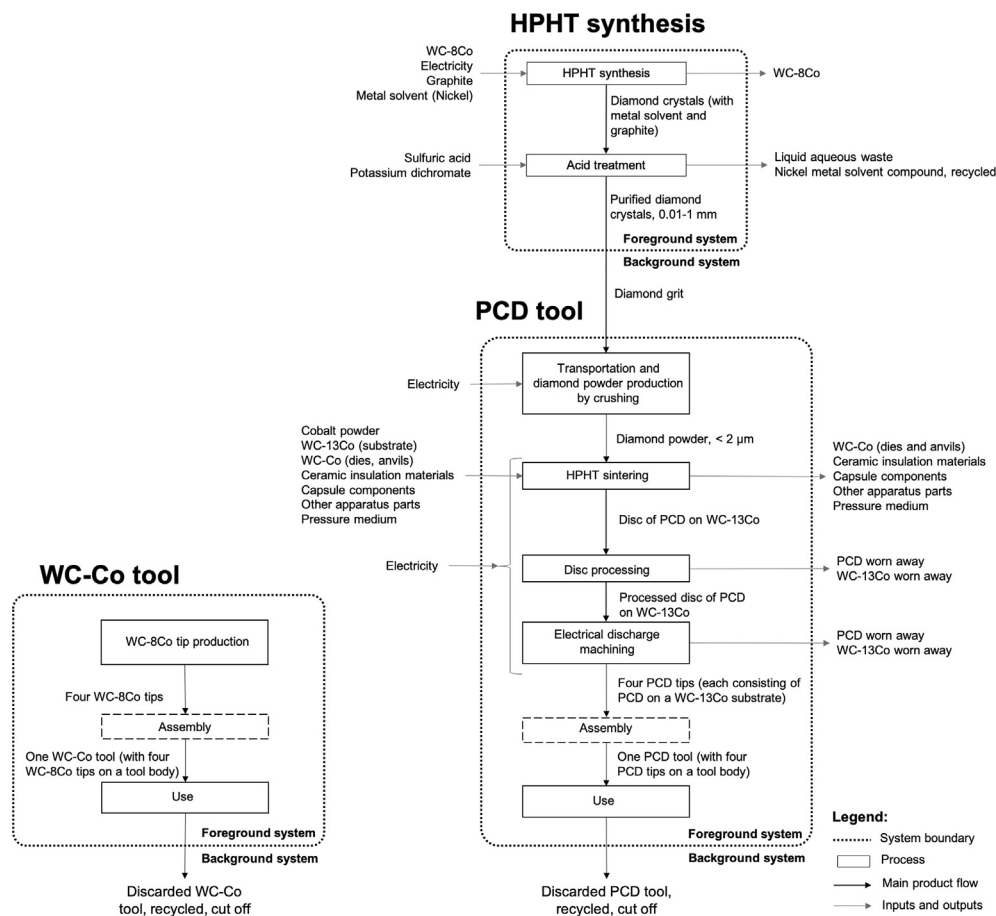 HPHT synthesis
WC-8Co
Electricity
Graphite
Metal solvent (Nickel)
HPHT synthesis
WC-8Co
Diamond crystals (with
metal solvent and
graphite)
Sulfuric acid
Potassium dichromate
Acid treatment
Liquid aqueous waste
Nickel metal solvent compound, recycled
Purified diamond
crystals, 0.01-1 mm
Foreground system
Background system
Diamond grit
PCD tool
Electricity
Transportation and
diamond powder production
by crushing
Diamond powder, < 2 µm
Cobalt powder
WC-13Co (substrate)
WC-Co (dies, anvils)
Ceramic insulation materials
Capsule components
Other apparatus parts
Pressure medium
HPHT sintering
WC-Co (dies and anvils)
Ceramic insulation materials
Capsule components
Other apparatus parts
Pressure medium
Disc of PCD on WC-13Co
Electricity
Disc processing
PCD worn away
WC-13Co worn away
Processed disc of PCD
on WC-13Co
Electrical discharge
machining
PCD worn away
WC-13Co worn away
Four PCD tips (each consisting of
PCD on a WC-13Co substrate)
Assembly
One PCD tool (with four
PCD tips on a tool body)
Use
Foreground system
Background system
Discarded PCD tool,
recycled, cut off
WC-Co tool
WC-8Co tip production
Four WC-8Co tips
Assembly
One WC-Co tool (with four
WC-8Co tips on a tool body)
Use
Foreground system
Background system
Discarded WC-Co
tool, recycled, cut off
Legend:
System boundary
Process
Main product flow
Inputs and outputs